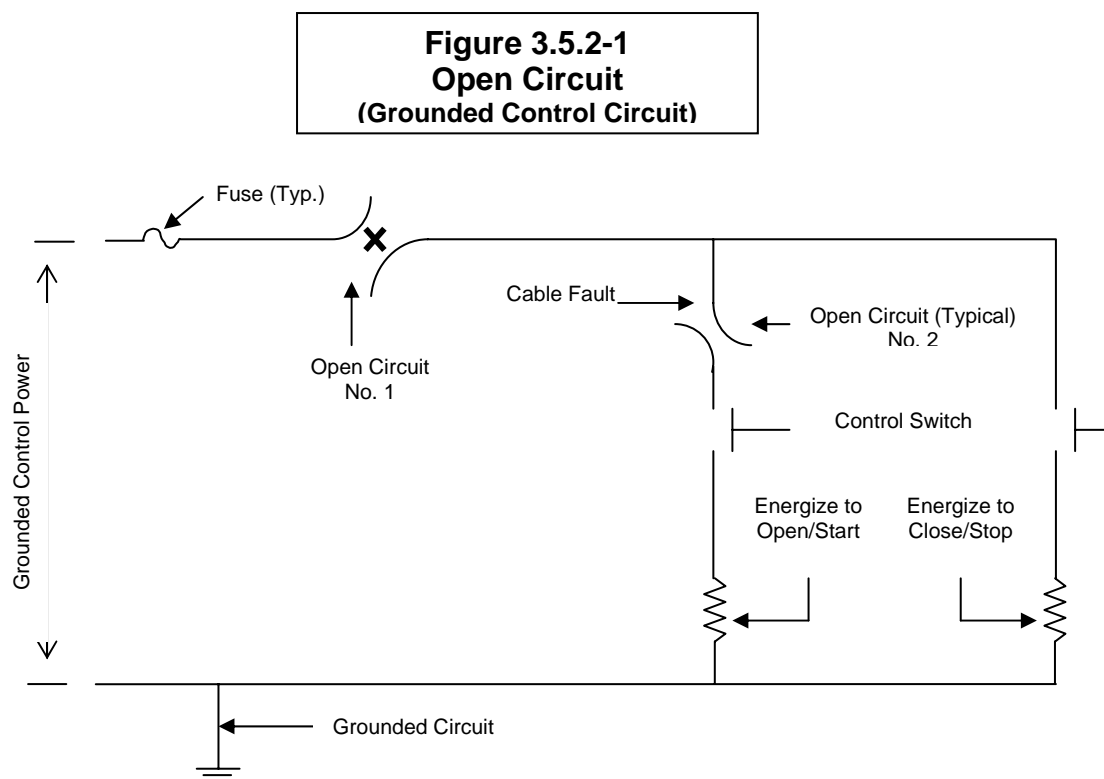 Figure 3.5.2-1
Open Circuit
(Grounded Control Circuit)
Fuse (Typ.)
Cable Fault
Open Circuit (Typical)
No. 2
Open Circuit
No. 1
Grounded Control Power
Control Switch
Energize to
Open/Start
Energize to
Close/Stop
Grounded Circuit